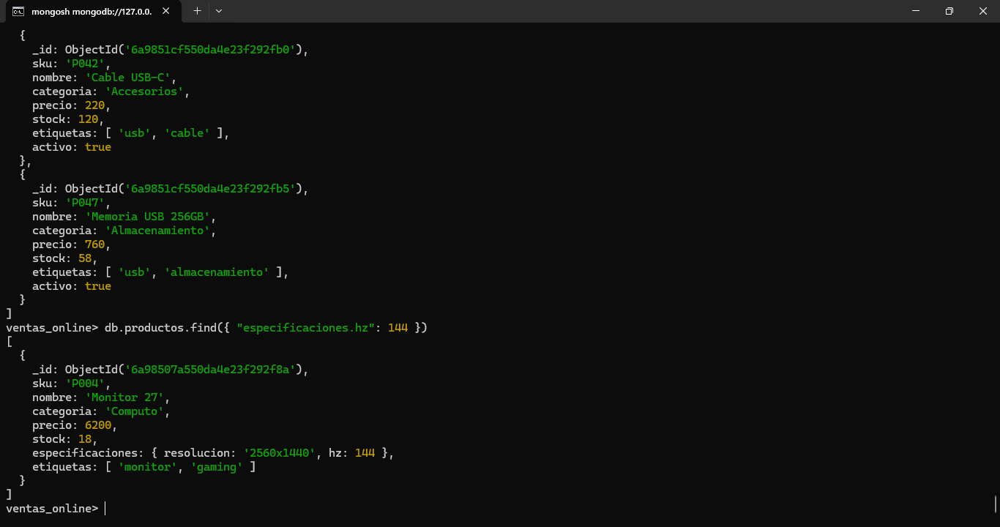 mongosh mongodb://127.0.0.
{
_id: ObjectId('6a9851cf550da4e23f292fb0'),
sku: 'P042',
nombre: 'Cable USB-C',
categoria: 'Accesorios',
precio: 220,
stock: 120,
etiquetas: [ 'usb', 'cable' ],
activo: true
},
{
_id: ObjectId('6a9851cf550da4e23f292fb5'),
sku: 'P047',
nombre: 'Memoria USB 256GB',
categoria: 'Almacenamiento',
precio: 760,
stock: 58,
etiquetas: [ 'usb', 'almacenamiento' ],
activo: true
}
]
ventas_online> db.productos.find({ "especificaciones.hz": 144 })
[
{
_id: ObjectId('6a98507a550da4e23f292f8a'),
sku: 'P004',
nombre: 'Monitor 27',
categoria: 'Computo',
precio: 6200,
stock: 18,
especificaciones: { resolucion: '2560x1440', hz: 144 },
etiquetas: [ 'monitor', 'gaming' ]
}
]
ventas_online>